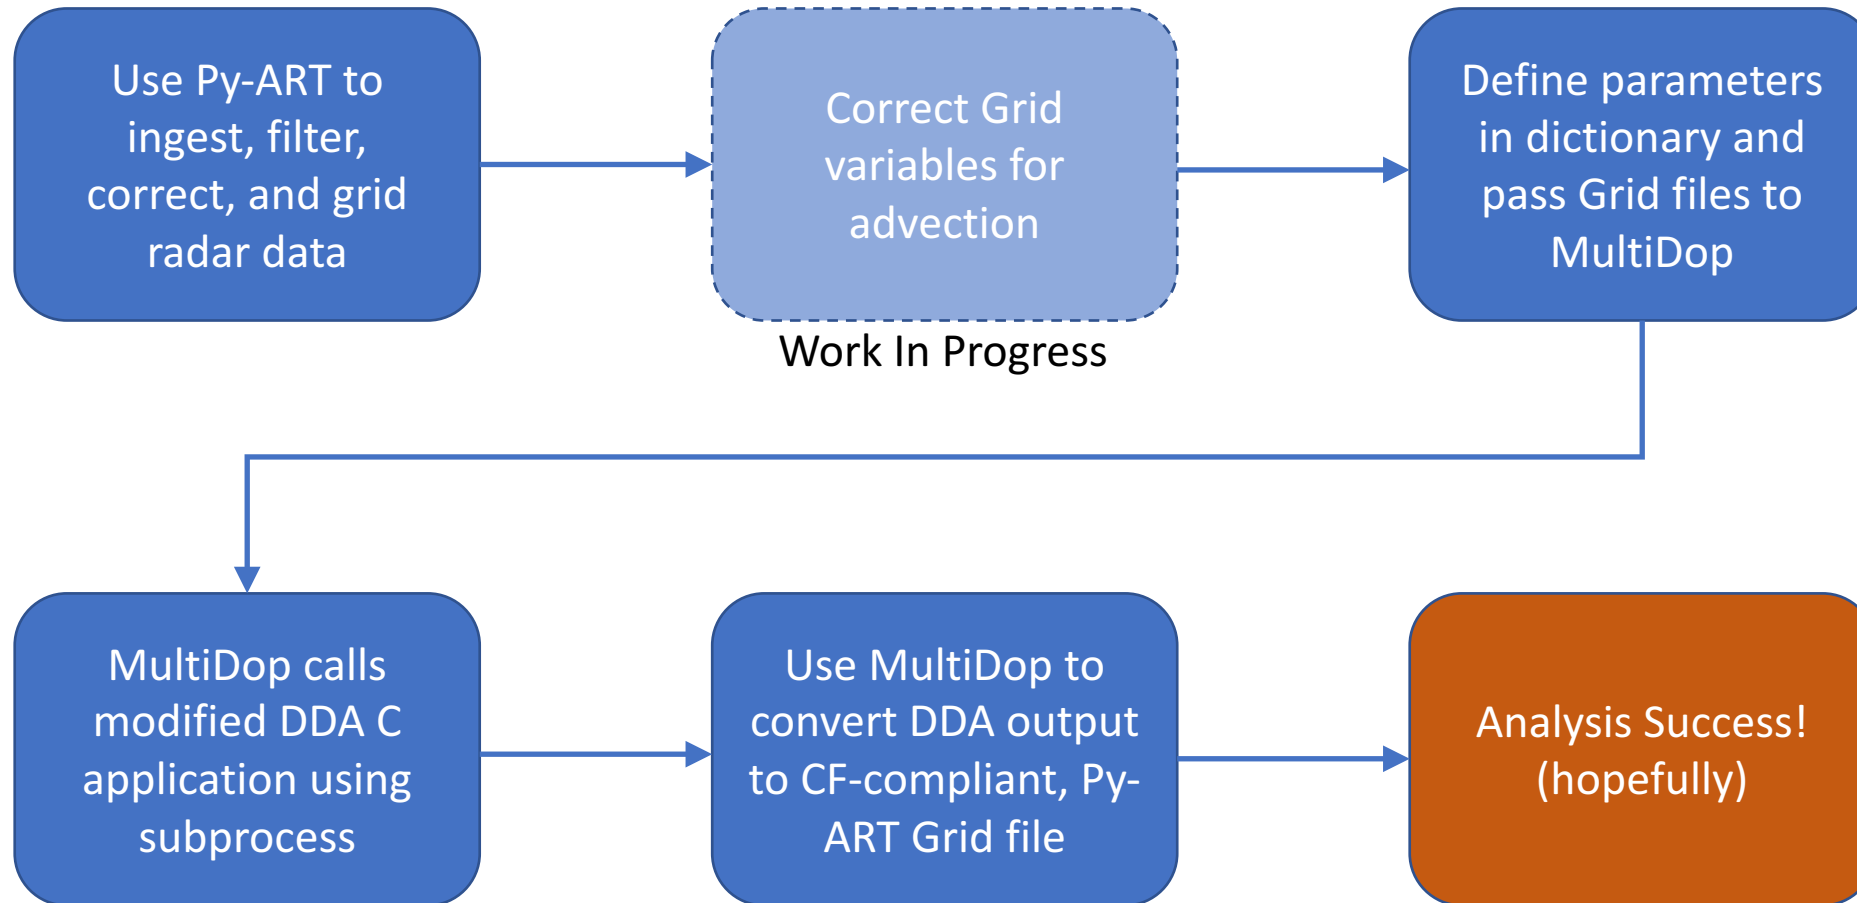 Use Py-ART to
ingest, filter,
correct, and grid
radar data
Correct Grid
variables for
advection
Work In Progress
Define parameters
in dictionary and
pass Grid files to
MultiDop
MultiDop calls
modified DDA C
application using
subprocess
Use MultiDop to
convert DDA output
to CF-compliant, Py-
ART Grid file
Analysis Success!
(hopefully)